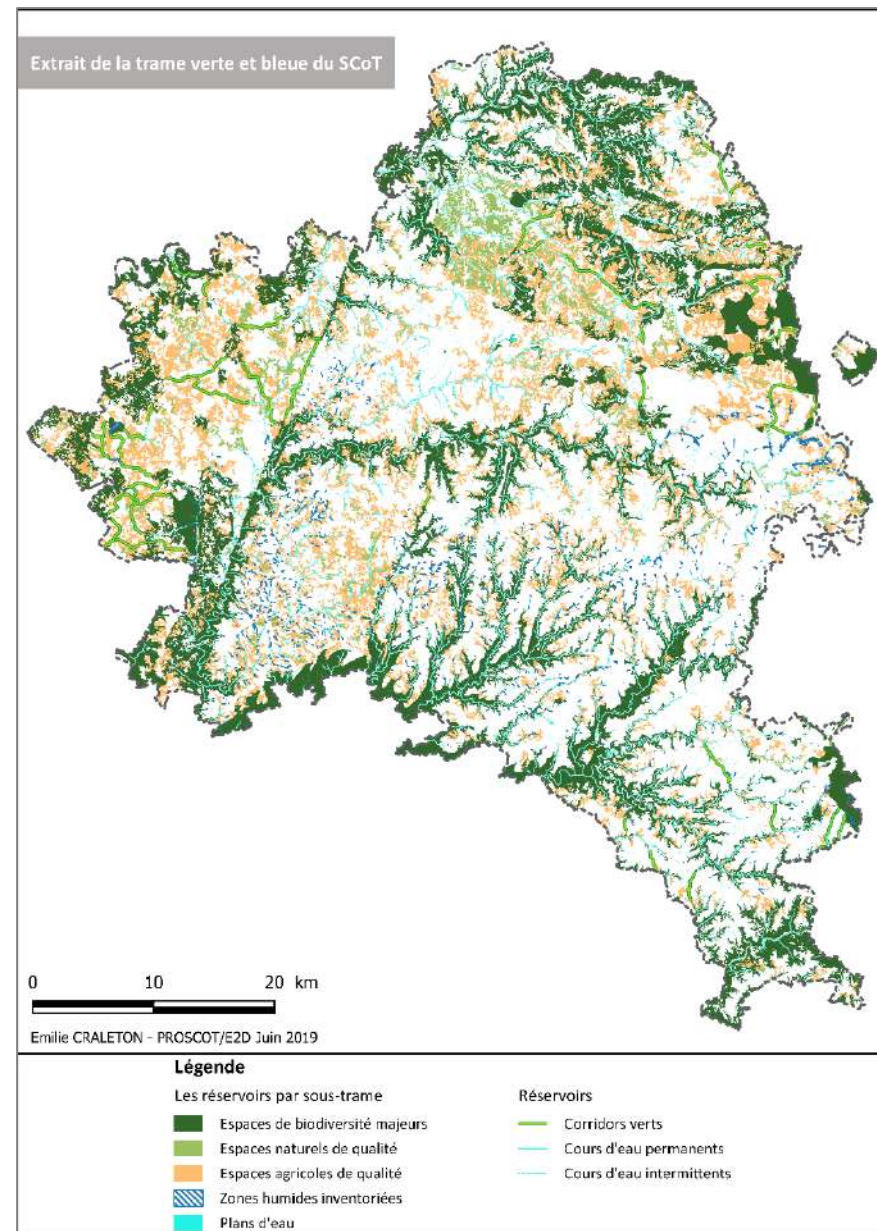 Extrait de la trame verte et bleue du SCoT
0 10 20 km
Emilie CRALETON - PROSCOT/E2D Juin 2019
Légende
Les réservoirs par sous-trame
Espaces de biodiversité majeurs
Espaces naturels de qualité
Espaces agricoles de qualité
Zones humides inventoriées
Plans d'eau
Réservoirs
Corridors verts
Cours d'eau permanents
Cours d'eau intermittents